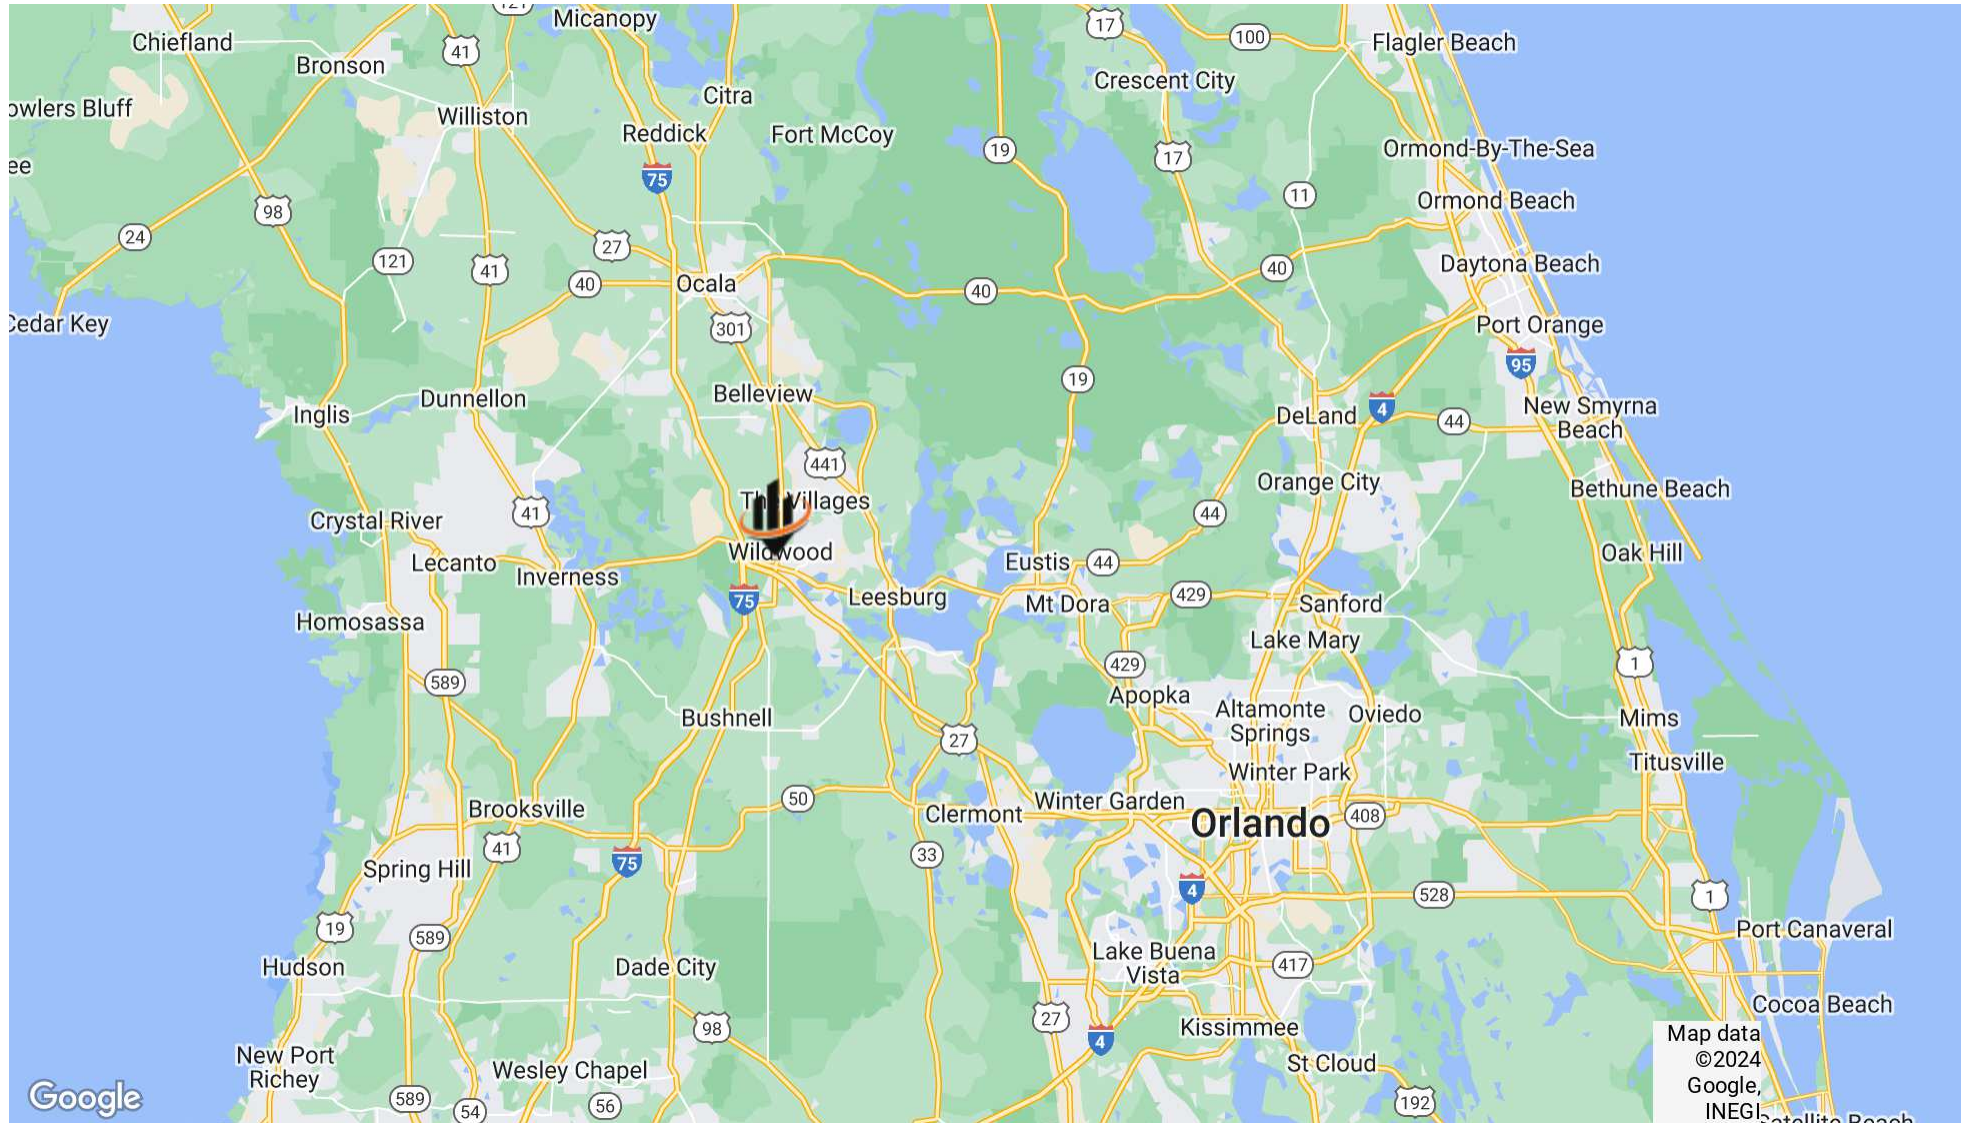 121
Micanopy
17
100
Flagler Beach
Chiefland
41
Bronson
Crescent City
Citra
owlers Bluff
Williston
Reddick
Fort McCoy
Ormond-By-The-Sea
19
17
ee
75
11
Ormond Beach
98
24
27
121
41
40
Daytona Beach
40
Ocala
40
Cedar Key
301
Port Orange
95
19
Belleview
Dunnellon
4
Inglis
DeLand
44
New Smyrna
Beach
441
Orange City
Bethune Beach
The Villages
41
44
Crystal River
Wildwood
Oak Hill
Lecanto
Inverness
Eustis
44
75
Leesburg
Mt Dora
429
Sanford
Homosassa
Lake Mary
429
1
589
Apopka
Altamonte
Springs
Oviedo
Bushnell
Mims
27
Titusville
Winter Park
50
Winter Garden
Brooksville
Clermont
Orlando
408
41
33
75
Spring Hill
4
528
1
19
589
Port Canaveral
Lake Buena
Vista
417
Hudson
Dade City
Cocoa Beach
27
98
Kissimmee
4
Map data
©2024
Google,
INEGI
New Port
Richey
Wesley Chapel
St Cloud
Google
589
54
56
192
Satellite Beach